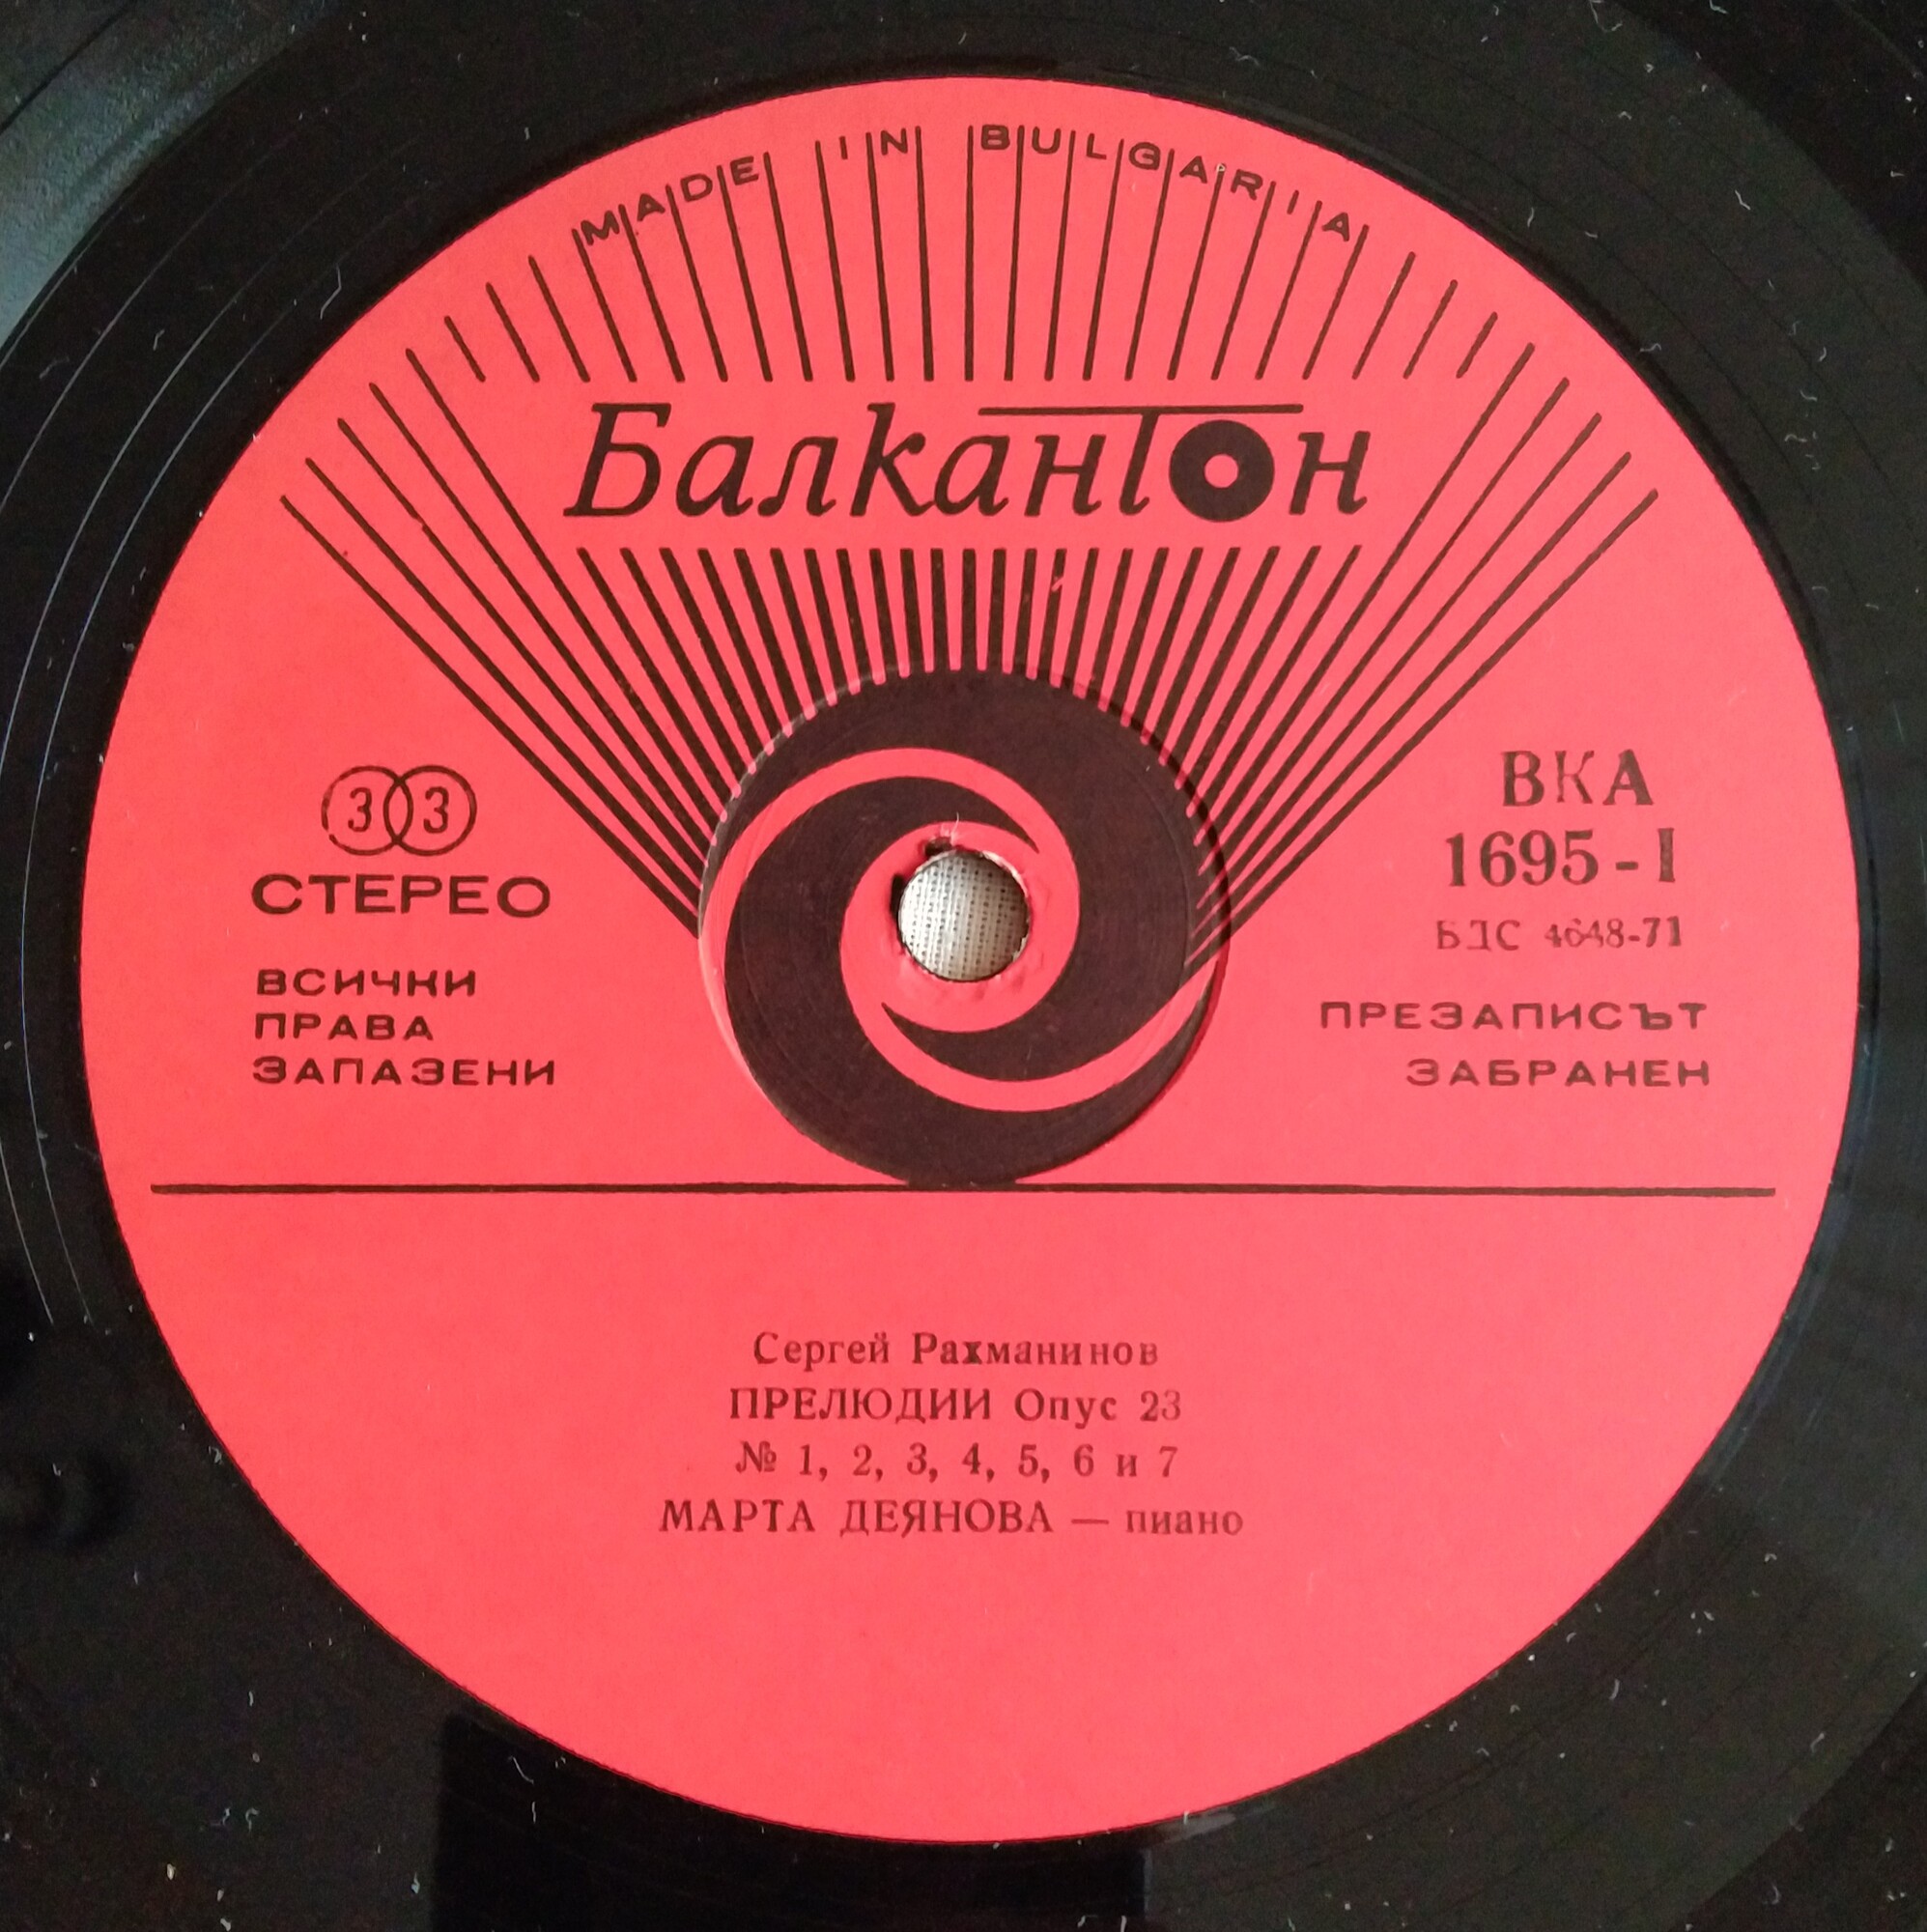 MADE IN BULGARIA
Балкантон
33
СТЕРЕО
ВСИЧКИ
ПРАВА
ЗАПАЗЕНИ
ВКА
1695-I
БДС 4648-71
ПРЕЗАПИСЪТ
ЗАБРАНЕН
Сергей Рахманинов
ПРЕЛЮДИИ Опус 23
№ 1, 2, 3, 4, 5, 6 и 7
МАРТА ДЕЯНОВА — пиано